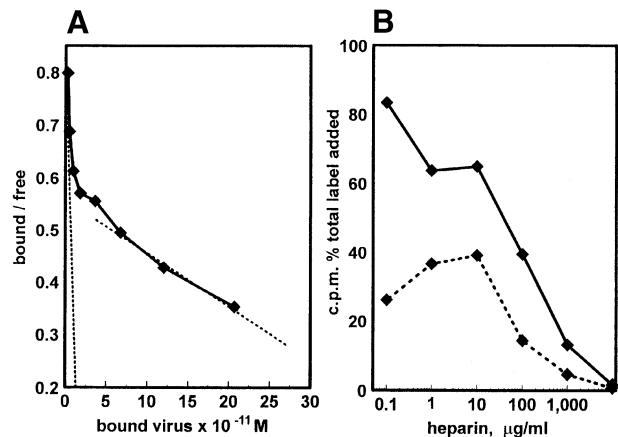 A
0.8
0.7
0.6
0.5
0.4
0.3
0.2
bound / free
0 5 10 15 20 25 30
bound virus x 10 -11 M
B
100
80
60
40
20
0
c.p.m. % total label added
0.1 1 10 100 1,000
heparin, μg/ml